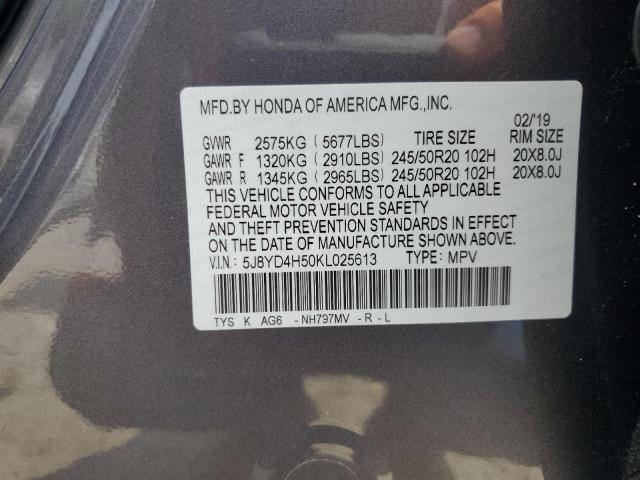 MFD.BY HONDA OF AMERICA MFG.,INC.
02/'19
GVWR 2575KG (5677LBS) TIRE SIZE RIM SIZE
GAWR F 1320KG (2910LBS) 245/50R20 102H 20X8.0J
GAWR R 1345KG (2965LBS) 245/50R20 102H 20X8.0J
THIS VEHICLE CONFORMS TO ALL APPLICABLE
FEDERAL MOTOR VEHICLE SAFETY
AND THEFT PREVENTION STANDARDS IN EFFECT
ON THE DATE OF MANUFACTURE SHOWN ABOVE.
V.I.N.: 5J8YD4H50KL025613 TYPE: MPV
TYS K AG6 -NH797MV -R-L